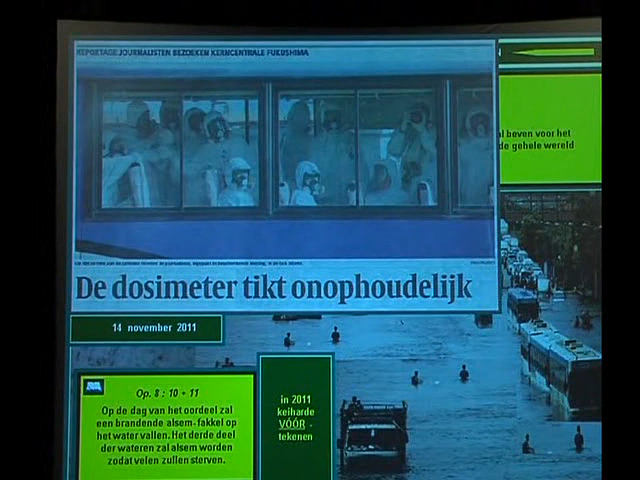 REPORTAGE JOURNALISTEN BEZOEKEN KERNCENTRALE FUKUSHIMA
N
al beven voor het
de gehele wereld
De dosimeter tikt onophoudelijk
14 november 2011
Op. 8 : 10 + 11
Op de dag van het oordeel zal
een brandende alsem-fakkel op
het water vallen. Het derde deel
der wateren zal alsem worden
zodat velen zullen sterven.
in 2011
keiharde
VÓÓR -
tekenen